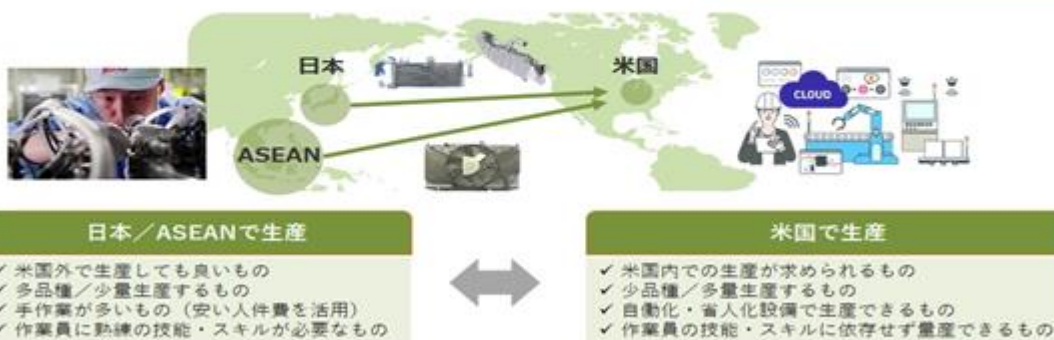 日本
米国
CLOUD
ASEAN
日本／ASEANで生産
✓ 米国外で生産しても良いもの
✓ 多品種／少量生産するもの
✓ 手作業が多いもの（安い人件費を活用）
✓ 作業員に熟練の技能・スキルが必要なもの
米国で生産
✓ 米国内での生産が求められるもの
✓ 少品種／多量生産するもの
✓ 自働化・省人化設備で生産できるもの
✓ 作業員の技能・スキルに依存せず量産できるもの